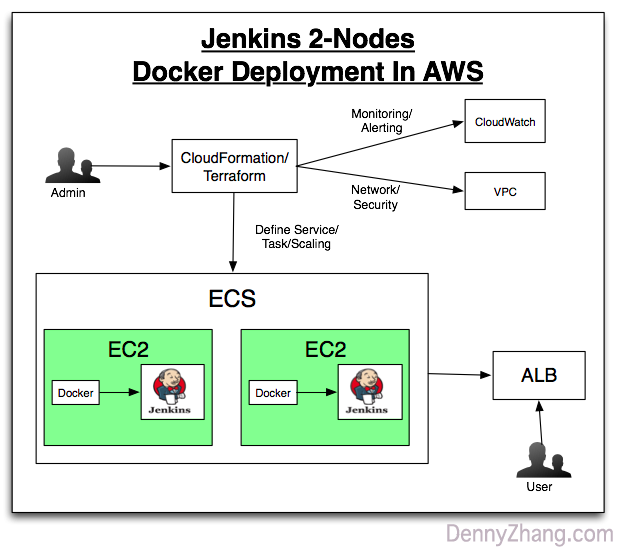 Jenkins 2-Nodes
Docker Deployment In AWS
Monitoring/
Alerting
CloudWatch
CloudFormation/
Terraform
Admin
Network/
Security
VPC
Define Service/
Task/Scaling
ECS
EC2
EC2
Docker
Jenkins
Docker
Jenkins
ALB
User
DennyZhang.com